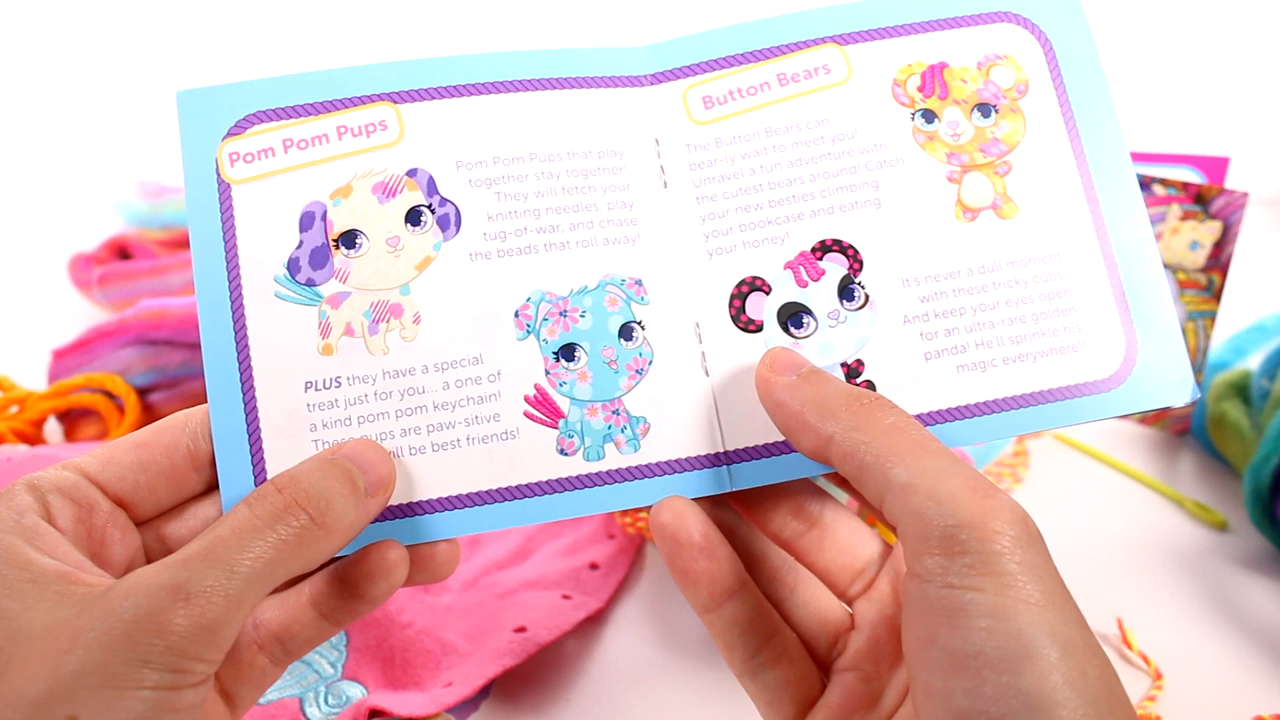 Pom Pom Pups
Pom Pom Pups that play
together stay together!
They will fetch your
knitting needles, play
tug-of-war, and chase
the beads that roll away!
PLUS they have a special
treat just for you... a one of
a kind pom pom keychain!
These pups are paw-sitive
will be best friends!
Button Bears
The Button Bears can
bear-ly wait to meet you!
Unravel a fun adventure with
the cutest bears around! Catch
your new besties climbing
your bookcase and eating
your honey!
It's never a dull moment
with these tricky cubs.
And keep your eyes open
for an ultra-rare golden
panda! He'll sprinkle his
magic everywhere!